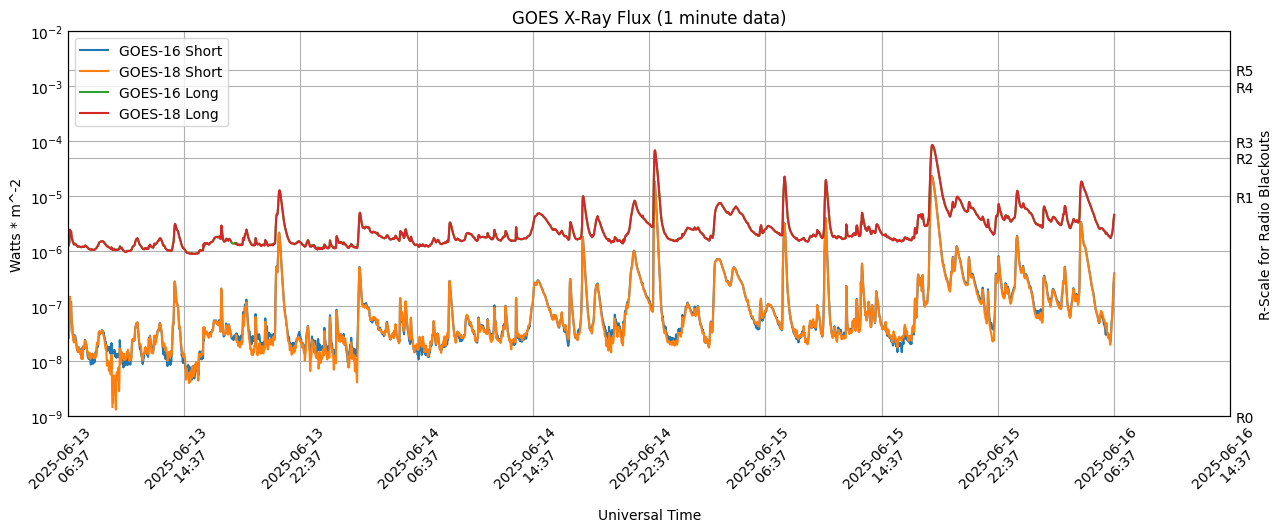 GOES X-Ray Flux (1 minute data)
GOES-16 Short
GOES-18 Short
GOES-16 Long
GOES-18 Long
10^-2
10^-3
10^-4
10^-5
10^-6
10^-7
10^-8
10^-9
Watts * m^-2
R5
R4
R3
R2
R1
R0
R-Scale for Radio Blackouts
2025-06-13
06:37
2025-06-13
14:37
2025-06-13
22:37
2025-06-14
06:37
2025-06-14
14:37
2025-06-14
22:37
2025-06-15
06:37
2025-06-15
14:37
2025-06-15
22:37
2025-06-16
06:37
2025-06-16
14:37
Universal Time